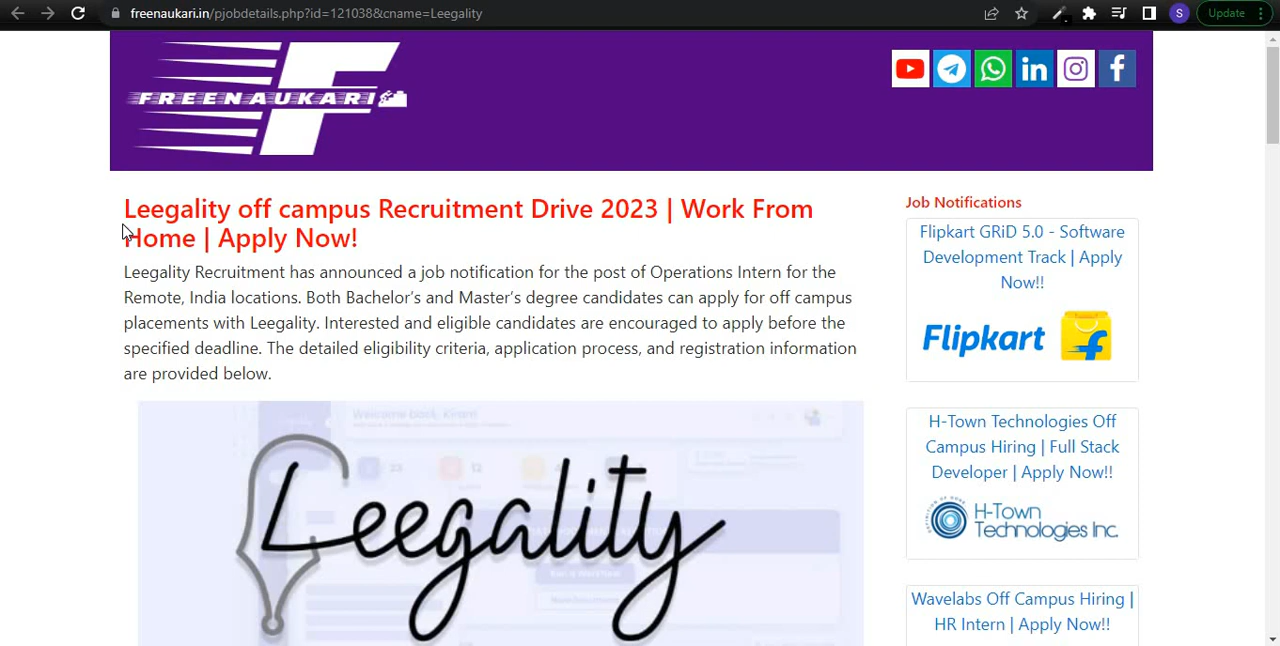 freenaukari.in/pjobdetails.php?id=121038&cname=Leegality
S
Update
FREENAUKARI
Leegality off campus Recruitment Drive 2023 | Work From
Home | Apply Now!
Leegality Recruitment has announced a job notification for the post of Operations Intern for the
Remote, India locations. Both Bachelor’s and Master’s degree candidates can apply for off campus
placements with Leegality. Interested and eligible candidates are encouraged to apply before the
specified deadline. The detailed eligibility criteria, application process, and registration information
are provided below.
Leegality
Job Notifications
Flipkart GRiD 5.0 - Software
Development Track | Apply
Now!!
Flipkart
H-Town Technologies Off
Campus Hiring | Full Stack
Developer | Apply Now!!
H-Town
Technologies Inc.
Wavelabs Off Campus Hiring |
HR Intern | Apply Now!!